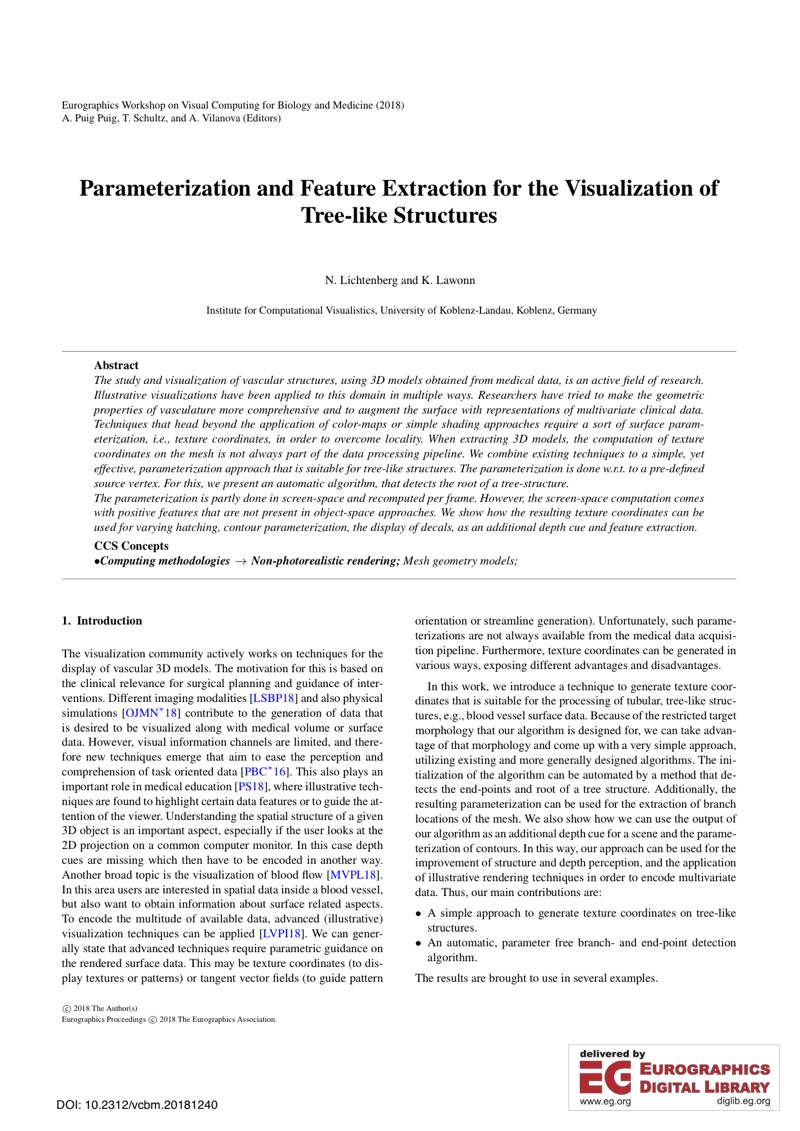 Eurographics Workshop on Visual Computing for Biology and Medicine (2018)
A. Puig Puig, T. Schultz, and A. Vilanova (Editors)
Parameterization and Feature Extraction for the Visualization of
Tree-like Structures
N. Lichtenberg and K. Lawonn
Institute for Computational Visualistics, University of Koblenz-Landau, Koblenz, Germany
Abstract
The study and visualization of vascular structures, using 3D models obtained from medical data, is an active field of research.
Illustrative visualizations have been applied to this domain in multiple ways. Researchers have tried to make the geometric
properties of vasculature more comprehensive and to augment the surface with representations of multivariate clinical data.
Techniques that head beyond the application of color-maps or simple shading approaches require a sort of surface param-
eterization, i.e., texture coordinates, in order to overcome locality. When extracting 3D models, the computation of texture
coordinates on the mesh is not always part of the data processing pipeline. We combine existing techniques to a simple, yet
effective, parameterization approach that is suitable for tree-like structures. The parameterization is done w.r.t. to a pre-defined
source vertex. For this, we present an automatic algorithm, that detects the root of a tree-structure.
The parameterization is partly done in screen-space and recomputed per frame. However, the screen-space computation comes
with positive features that are not present in object-space approaches. We show how the resulting texture coordinates can be
used for varying hatching, contour parameterization, the display of decals, as an additional depth cue and feature extraction.
CCS Concepts
•Computing methodologies → Non-photorealistic rendering; Mesh geometry models;
1. Introduction
The visualization community actively works on techniques for the
display of vascular 3D models. The motivation for this is based on
the clinical relevance for surgical planning and guidance of inter-
ventions. Different imaging modalities [LSBP18] and also physical
simulations [OJMN*18] contribute to the generation of data that
is desired to be visualized along with medical volume or surface
data. However, visual information channels are limited, and there-
fore new techniques emerge that aim to ease the perception and
comprehension of task oriented data [PBC*16]. This also plays an
important role in medical education [PS18], where illustrative tech-
niques are found to highlight certain data features or to guide the at-
tention of the viewer. Understanding the spatial structure of a given
3D object is an important aspect, especially if the user looks at the
2D projection on a common computer monitor. In this case depth
cues are missing which then have to be encoded in another way.
Another broad topic is the visualization of blood flow [MVPL18].
In this area users are interested in spatial data inside a blood vessel,
but also want to obtain information about surface related aspects.
To encode the multitude of available data, advanced (illustrative)
visualization techniques can be applied [LVPI18]. We can gener-
ally state that advanced techniques require parametric guidance on
the rendered surface data. This may be texture coordinates (to dis-
play textures or patterns) or tangent vector fields (to guide pattern
orientation or streamline generation). Unfortunately, such parame-
terizations are not always available from the medical data acquisi-
tion pipeline. Furthermore, texture coordinates can be generated in
various ways, exposing different advantages and disadvantages.
In this work, we introduce a technique to generate texture coor-
dinates that is suitable for the processing of tubular, tree-like struc-
tures, e.g., blood vessel surface data. Because of the restricted target
morphology that our algorithm is designed for, we can take advan-
tage of that morphology and come up with a very simple approach,
utilizing existing and more generally designed algorithms. The ini-
tialization of the algorithm can be automated by a method that de-
tects the end-points and root of a tree structure. Additionally, the
resulting parameterization can be used for the extraction of branch
locations of the mesh. We also show how we can use the output of
our algorithm as an additional depth cue for a scene and the parame-
terization of contours. In this way, our approach can be used for the
improvement of structure and depth perception, and the application
of illustrative rendering techniques in order to encode multivariate
data. Thus, our main contributions are:
• A simple approach to generate texture coordinates on tree-like
structures.
• An automatic, parameter free branch- and end-point detection
algorithm.
The results are brought to use in several examples.
© 2018 The Author(s)
Eurographics Proceedings © 2018 The Eurographics Association.
DOI: 10.2312/vcbm.20181240
delivered by
EG EUROGRAPHICS
DIGITAL LIBRARY
www.eg.org diglib.eg.org